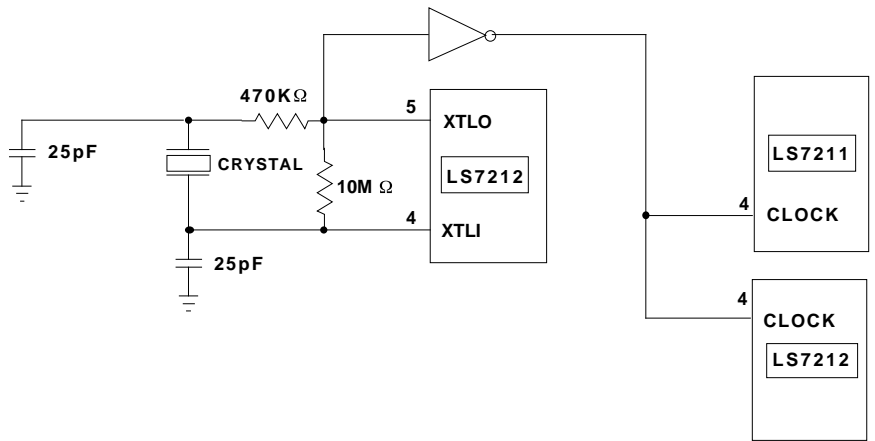 470KΩ
5
XTLO
25pF
CRYSTAL
LS7212
10M Ω
4
XTLI
25pF
LS7211
4
CLOCK
4
CLOCK
LS7212